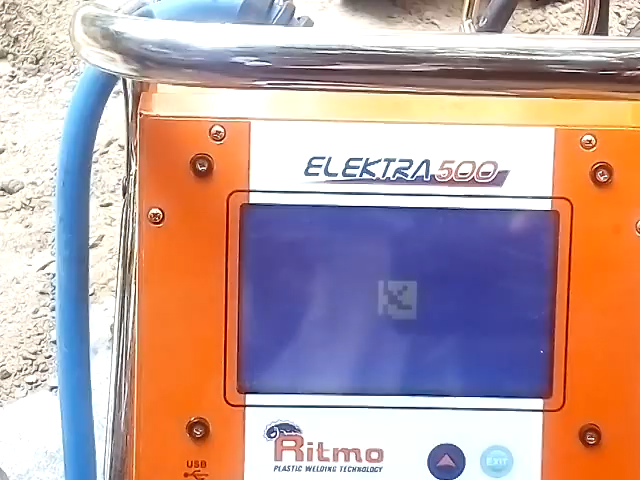 ELEKTRA 500
Ritmo
PLASTIC WELDING TECHNOLOGY
EXIT
USB